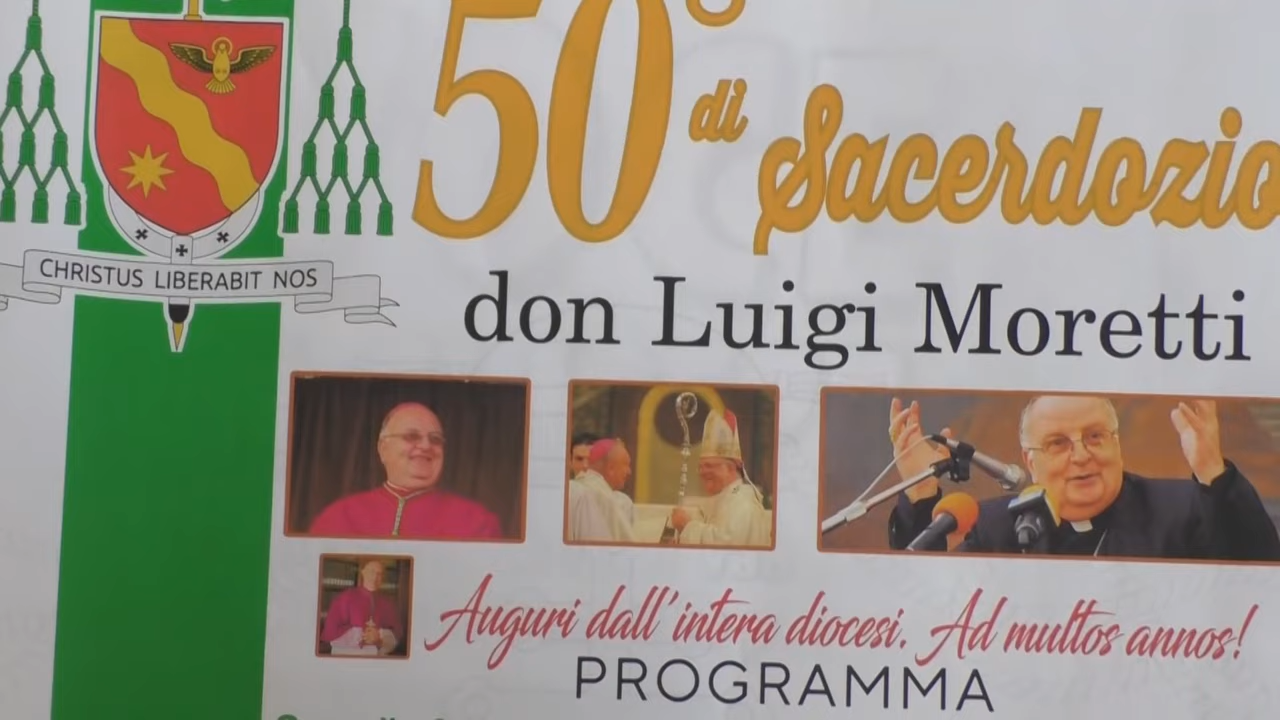 50° di Sacerdozio
CHRISTUS LIBERABIT NOS
don Luigi Moretti
Auguri dall'intera diocesi. Ad multos annos!
PROGRAMMA